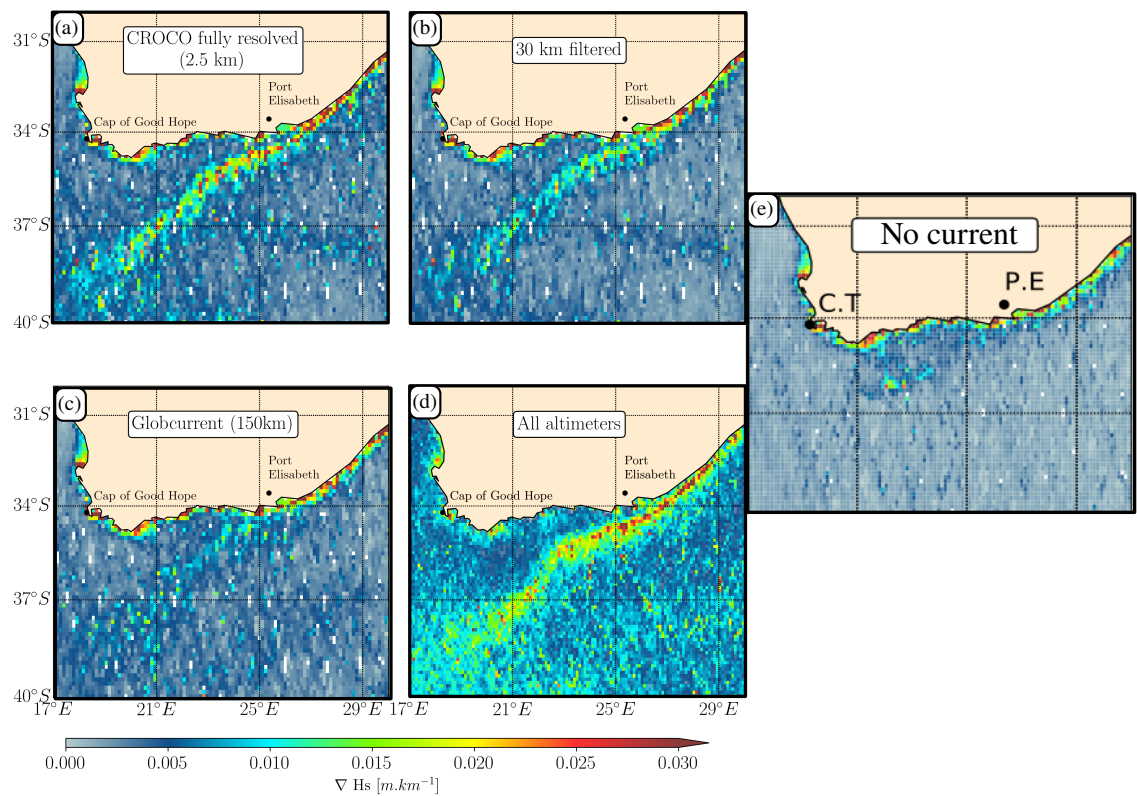 (a)
CROCO fully resolved
(2.5 km)
Port
Elisabeth
Cap of Good Hope
31°S
34°S
37°S
40°S
(b)
30 km filtered
Port
Elisabeth
Cap of Good Hope
(e)
No current
C.T
P.E
(c)
Globcurrent (150km)
Port
Elisabeth
Cap of Good Hope
31°S
34°S
37°S
40°S
17°E 21°E 25°E 29°E
(d)
All altimeters
Port
Elisabeth
Cap of Good Hope
17°E 21°E 25°E 29°E
0.000 0.005 0.010 0.015 0.020 0.025 0.030
∇ Hs [m.km⁻¹]